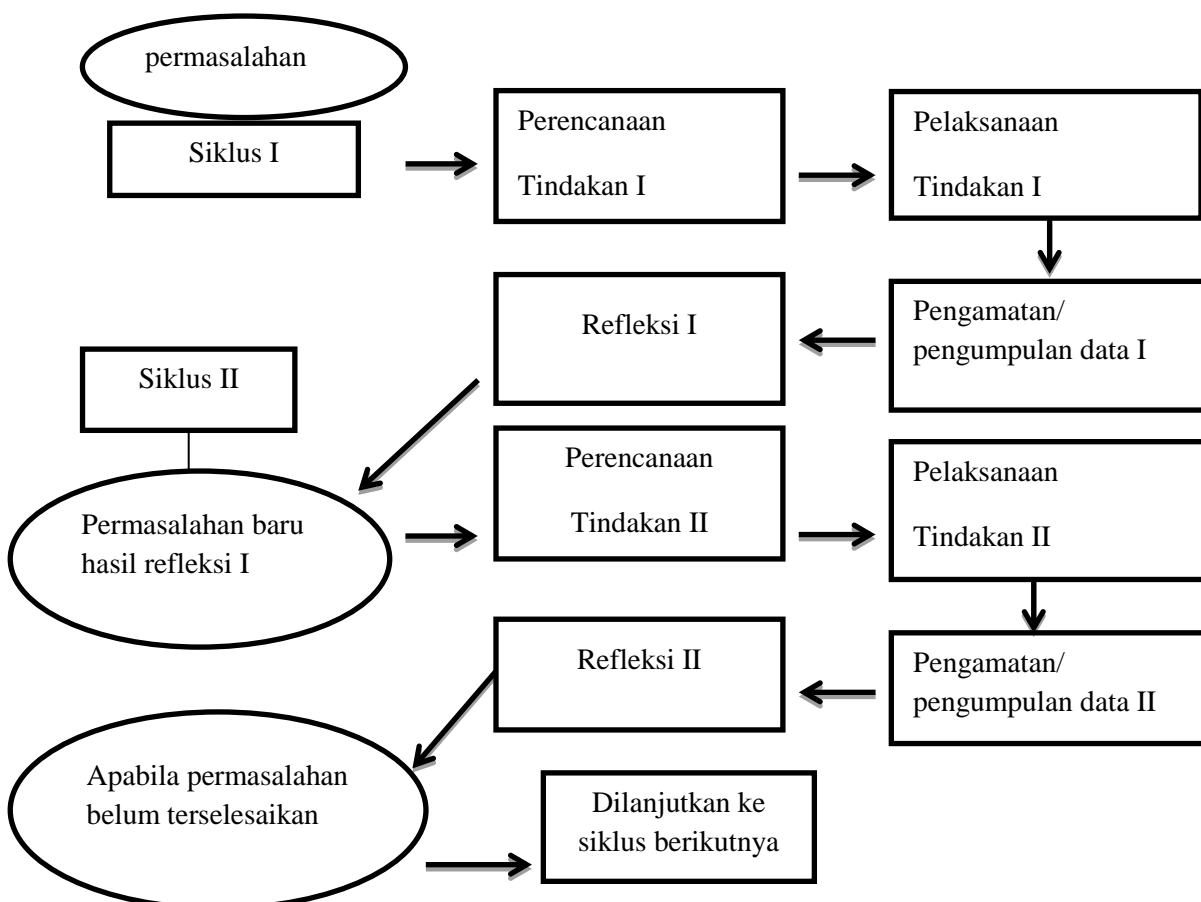 permasalahan
Siklus I
Perencanaan
Tindakan I
Pelaksanaan
Tindakan I
Refleksi I
Pengamatan/
pengumpulan data I
Siklus II
Permasalahan baru
hasil refleksi I
Perencanaan
Tindakan II
Pelaksanaan
Tindakan II
Refleksi II
Pengamatan/
pengumpulan data II
Apabila permasalahan
belum terselesaikan
Dilanjutkan ke
siklus berikutnya